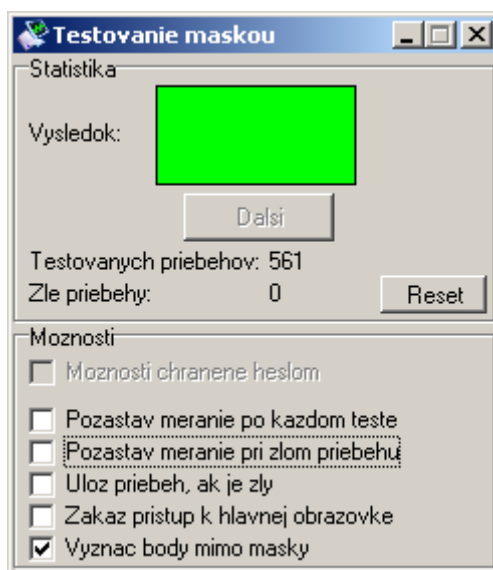 Testovanie maskou
Statistika
Vysledok:
Dalsi
Testovanych priebehov: 561
Zle priebehy: 0 Reset
Moznosti
Moznosti chranene heslom
Pozastav meranie po kazdom teste
Pozastav meranie pri zlom priebehu
Uloz priebeh, ak je zly
Zakaz pristup k hlavnej obrazovke
Vyznac body mimo masky